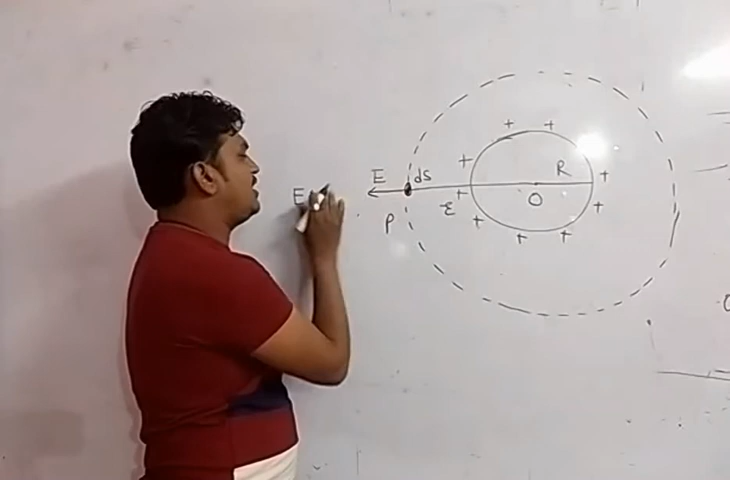 + +
+ R +
E ds
+ +
E ε O
P + +
+ +